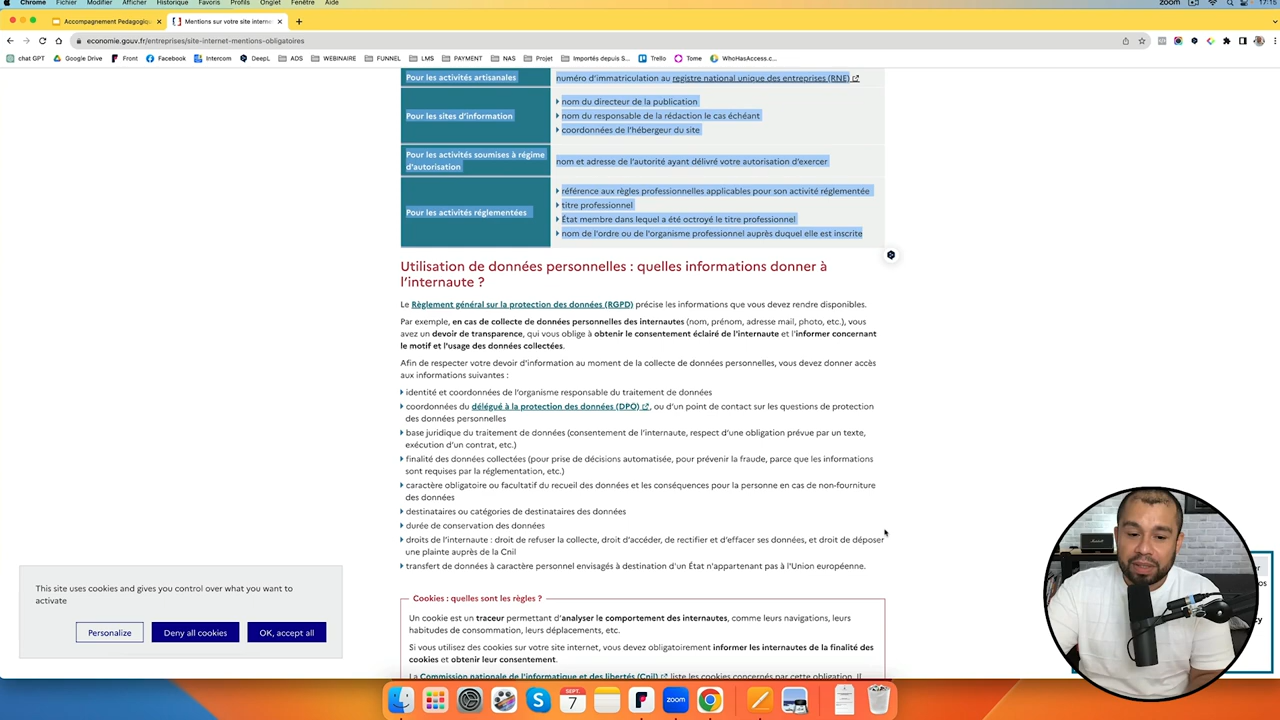 Chrome Fichier Modifier Afficher Historique Favoris Profils Onglet Fenêtre Aide
zoom 17:15
Accompagnement Pedagogiqu
Mentions sur votre site interne
economie.gouv.fr/entreprises/site-internet-mentions-obligatoires
chat GPT Google Drive Front Facebook Intercom DeepL ADS WEBINAIRE FUNNEL LMS PAYMENT NAS Projet Importés depuis S... Trello Tome WhoHasAccess.c...
Pour les activités artisanales
numéro d'immatriculation au registre national unique des entreprises (RNE)
Pour les sites d'information
nom du directeur de la publication
nom du responsable de la rédaction le cas échéant
coordonnées de l'hébergeur du site
Pour les activités soumises à régime
d'autorisation
nom et adresse de l'autorité ayant délivré votre autorisation d'exercer
Pour les activités réglementées
référence aux règles professionnelles applicables pour son activité réglementée
titre professionnel
État membre dans lequel a été octroyé le titre professionnel
nom de l'ordre ou de l'organisme professionnel auprès duquel elle est inscrite
Utilisation de données personnelles : quelles informations donner à
l'internaute ?
Le Règlement général sur la protection des données (RGPD) précise les informations que vous devez rendre disponibles.
Par exemple, en cas de collecte de données personnelles des internautes (nom, prénom, adresse mail, photo, etc.), vous
avez un devoir de transparence, qui vous oblige à obtenir le consentement éclairé de l'internaute et l'informer concernant
le motif et l'usage des données collectées.
Afin de respecter votre devoir d'information au moment de la collecte de données personnelles, vous devez donner accès
aux informations suivantes :
identité et coordonnées de l'organisme responsable du traitement de données
coordonnées du délégué à la protection des données (DPO), ou d'un point de contact sur les questions de protection
des données personnelles
base juridique du traitement de données (consentement de l'internaute, respect d'une obligation prévue par un texte,
exécution d'un contrat, etc.)
finalité des données collectées (pour prise de décisions automatisée, pour prévenir la fraude, parce que les informations
sont requises par la réglementation, etc.)
caractère obligatoire ou facultatif du recueil des données et les conséquences pour la personne en cas de non-fourniture
des données
destinataires ou catégories de destinataires des données
durée de conservation des données
droits de l'internaute : droit de refuser la collecte, droit d'accéder, de rectifier et d'effacer ses données, et droit de déposer
une plainte auprès de la Cnil
transfert de données à caractère personnel envisagés à destination d'un État n'appartenant pas à l'Union européenne.
This site uses cookies and gives you control over what you want to
activate
Personalize
Deny all cookies
OK, accept all
Cookies : quelles sont les règles ?
Un cookie est un traceur permettant d'analyser le comportement des internautes, comme leurs navigations, leurs
habitudes de consommation, leurs déplacements, etc.
Si vous utilisez des cookies sur votre site internet, vous devez obligatoirement informer les internautes de la finalité des
cookies et obtenir leur consentement.
La Commission nationale de l'informatique et des libertés (Cnil) liste les cookies concernés par cette obligation. Il
SEPT.
7
zoom